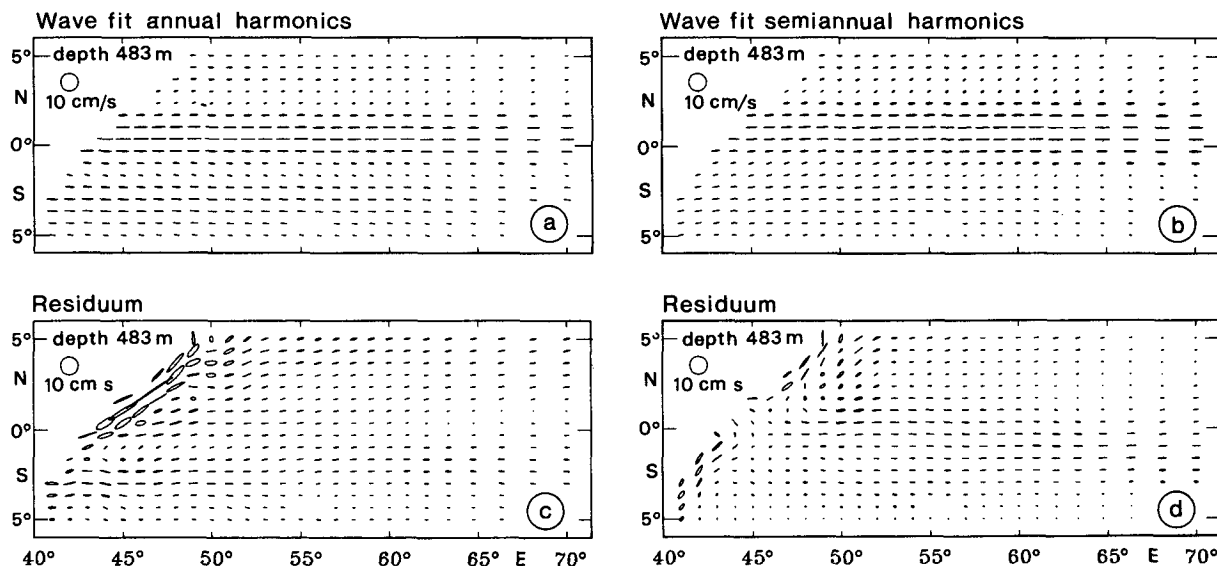 Wave fit annual harmonics
5°
depth 483 m
N
10 cm/s
0°
S
5°
a
Wave fit semiannual harmonics
5°
depth 483 m
N
10 cm/s
0°
S
5°
b
Residuum
5°
depth 483 m
N
10 cm s
0°
S
5°
c
40° 45° 50° 55° 60° 65° E 70°
Residuum
5°
depth 483 m
N
10 cm s
0°
S
5°
d
40° 45° 50° 55° 60° 65° E 70°